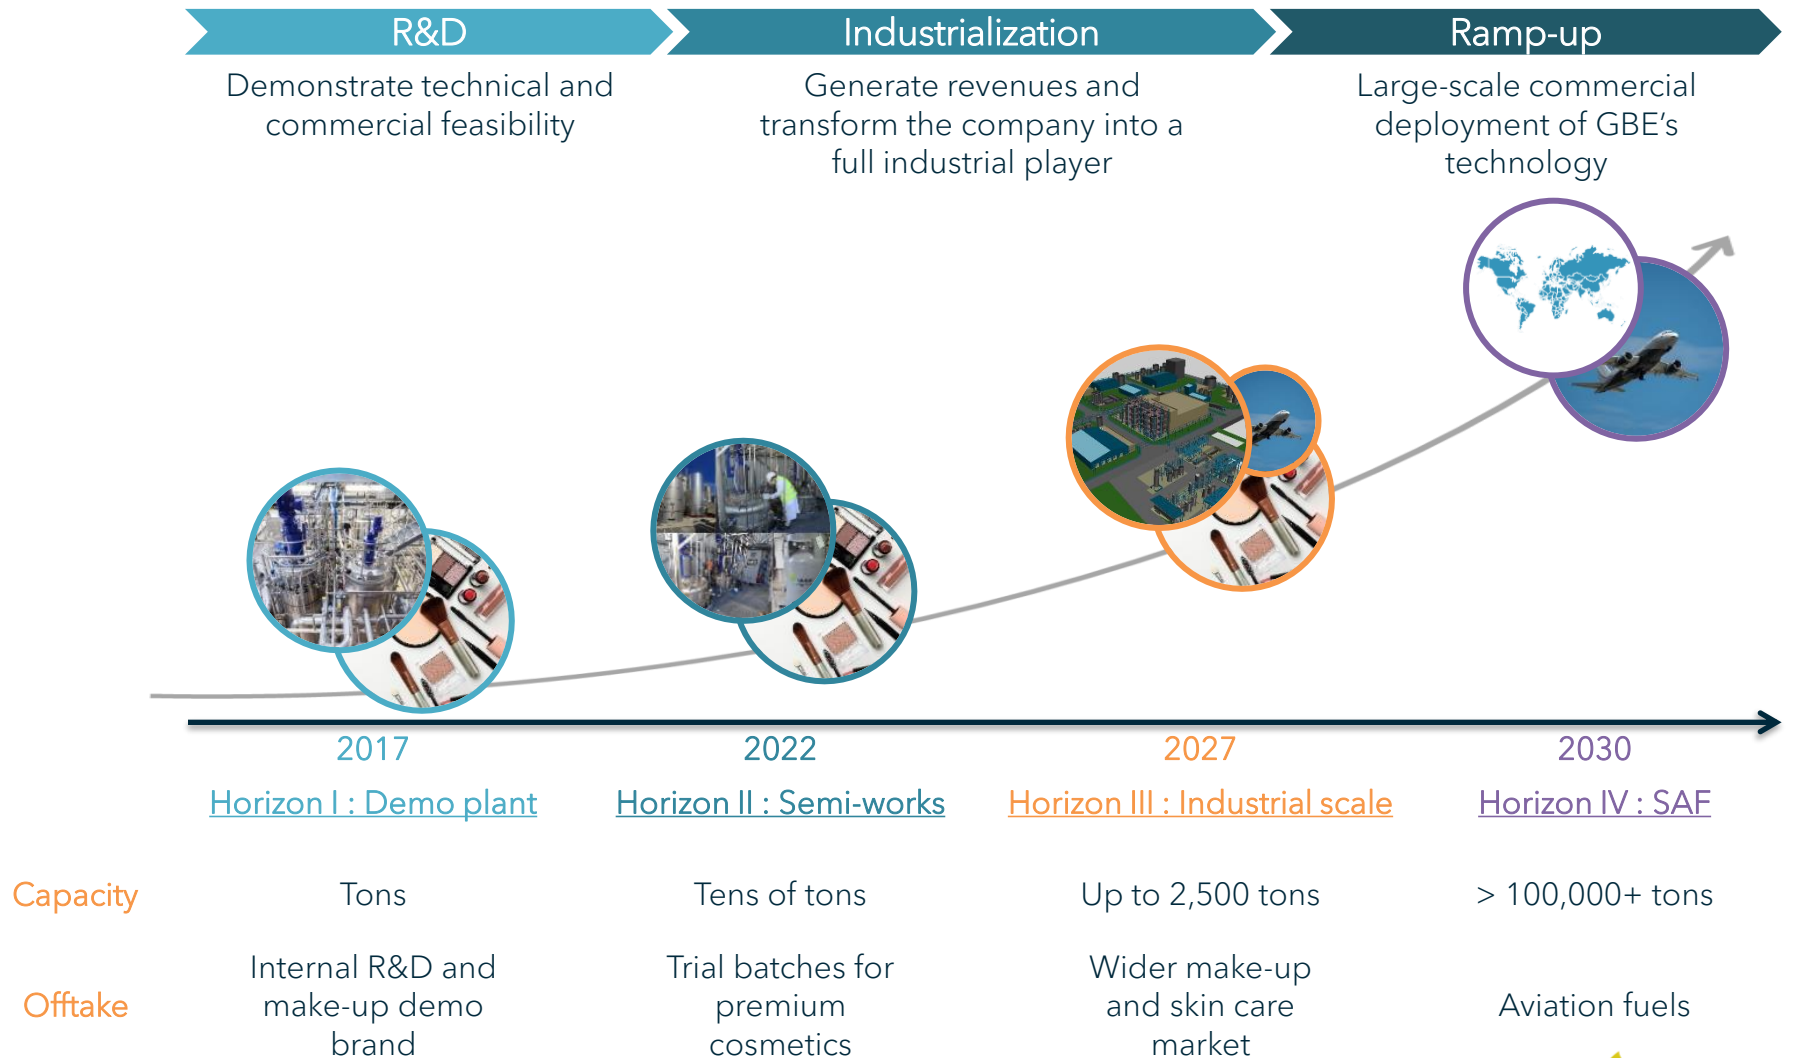 R&D
Industrialization
Ramp-up
Demonstrate technical and
commercial feasibility
Generate revenues and
transform the company into a
full industrial player
Large-scale commercial
deployment of GBE’s
technology
2017
2022
2027
2030
Horizon I : Demo plant
Horizon II : Semi-works
Horizon III : Industrial scale
Horizon IV : SAF
Capacity
Tons
Tens of tons
Up to 2,500 tons
> 100,000+ tons
Offtake
Internal R&D and
make-up demo
brand
Trial batches for
premium
cosmetics
Wider make-up
and skin care
market
Aviation fuels